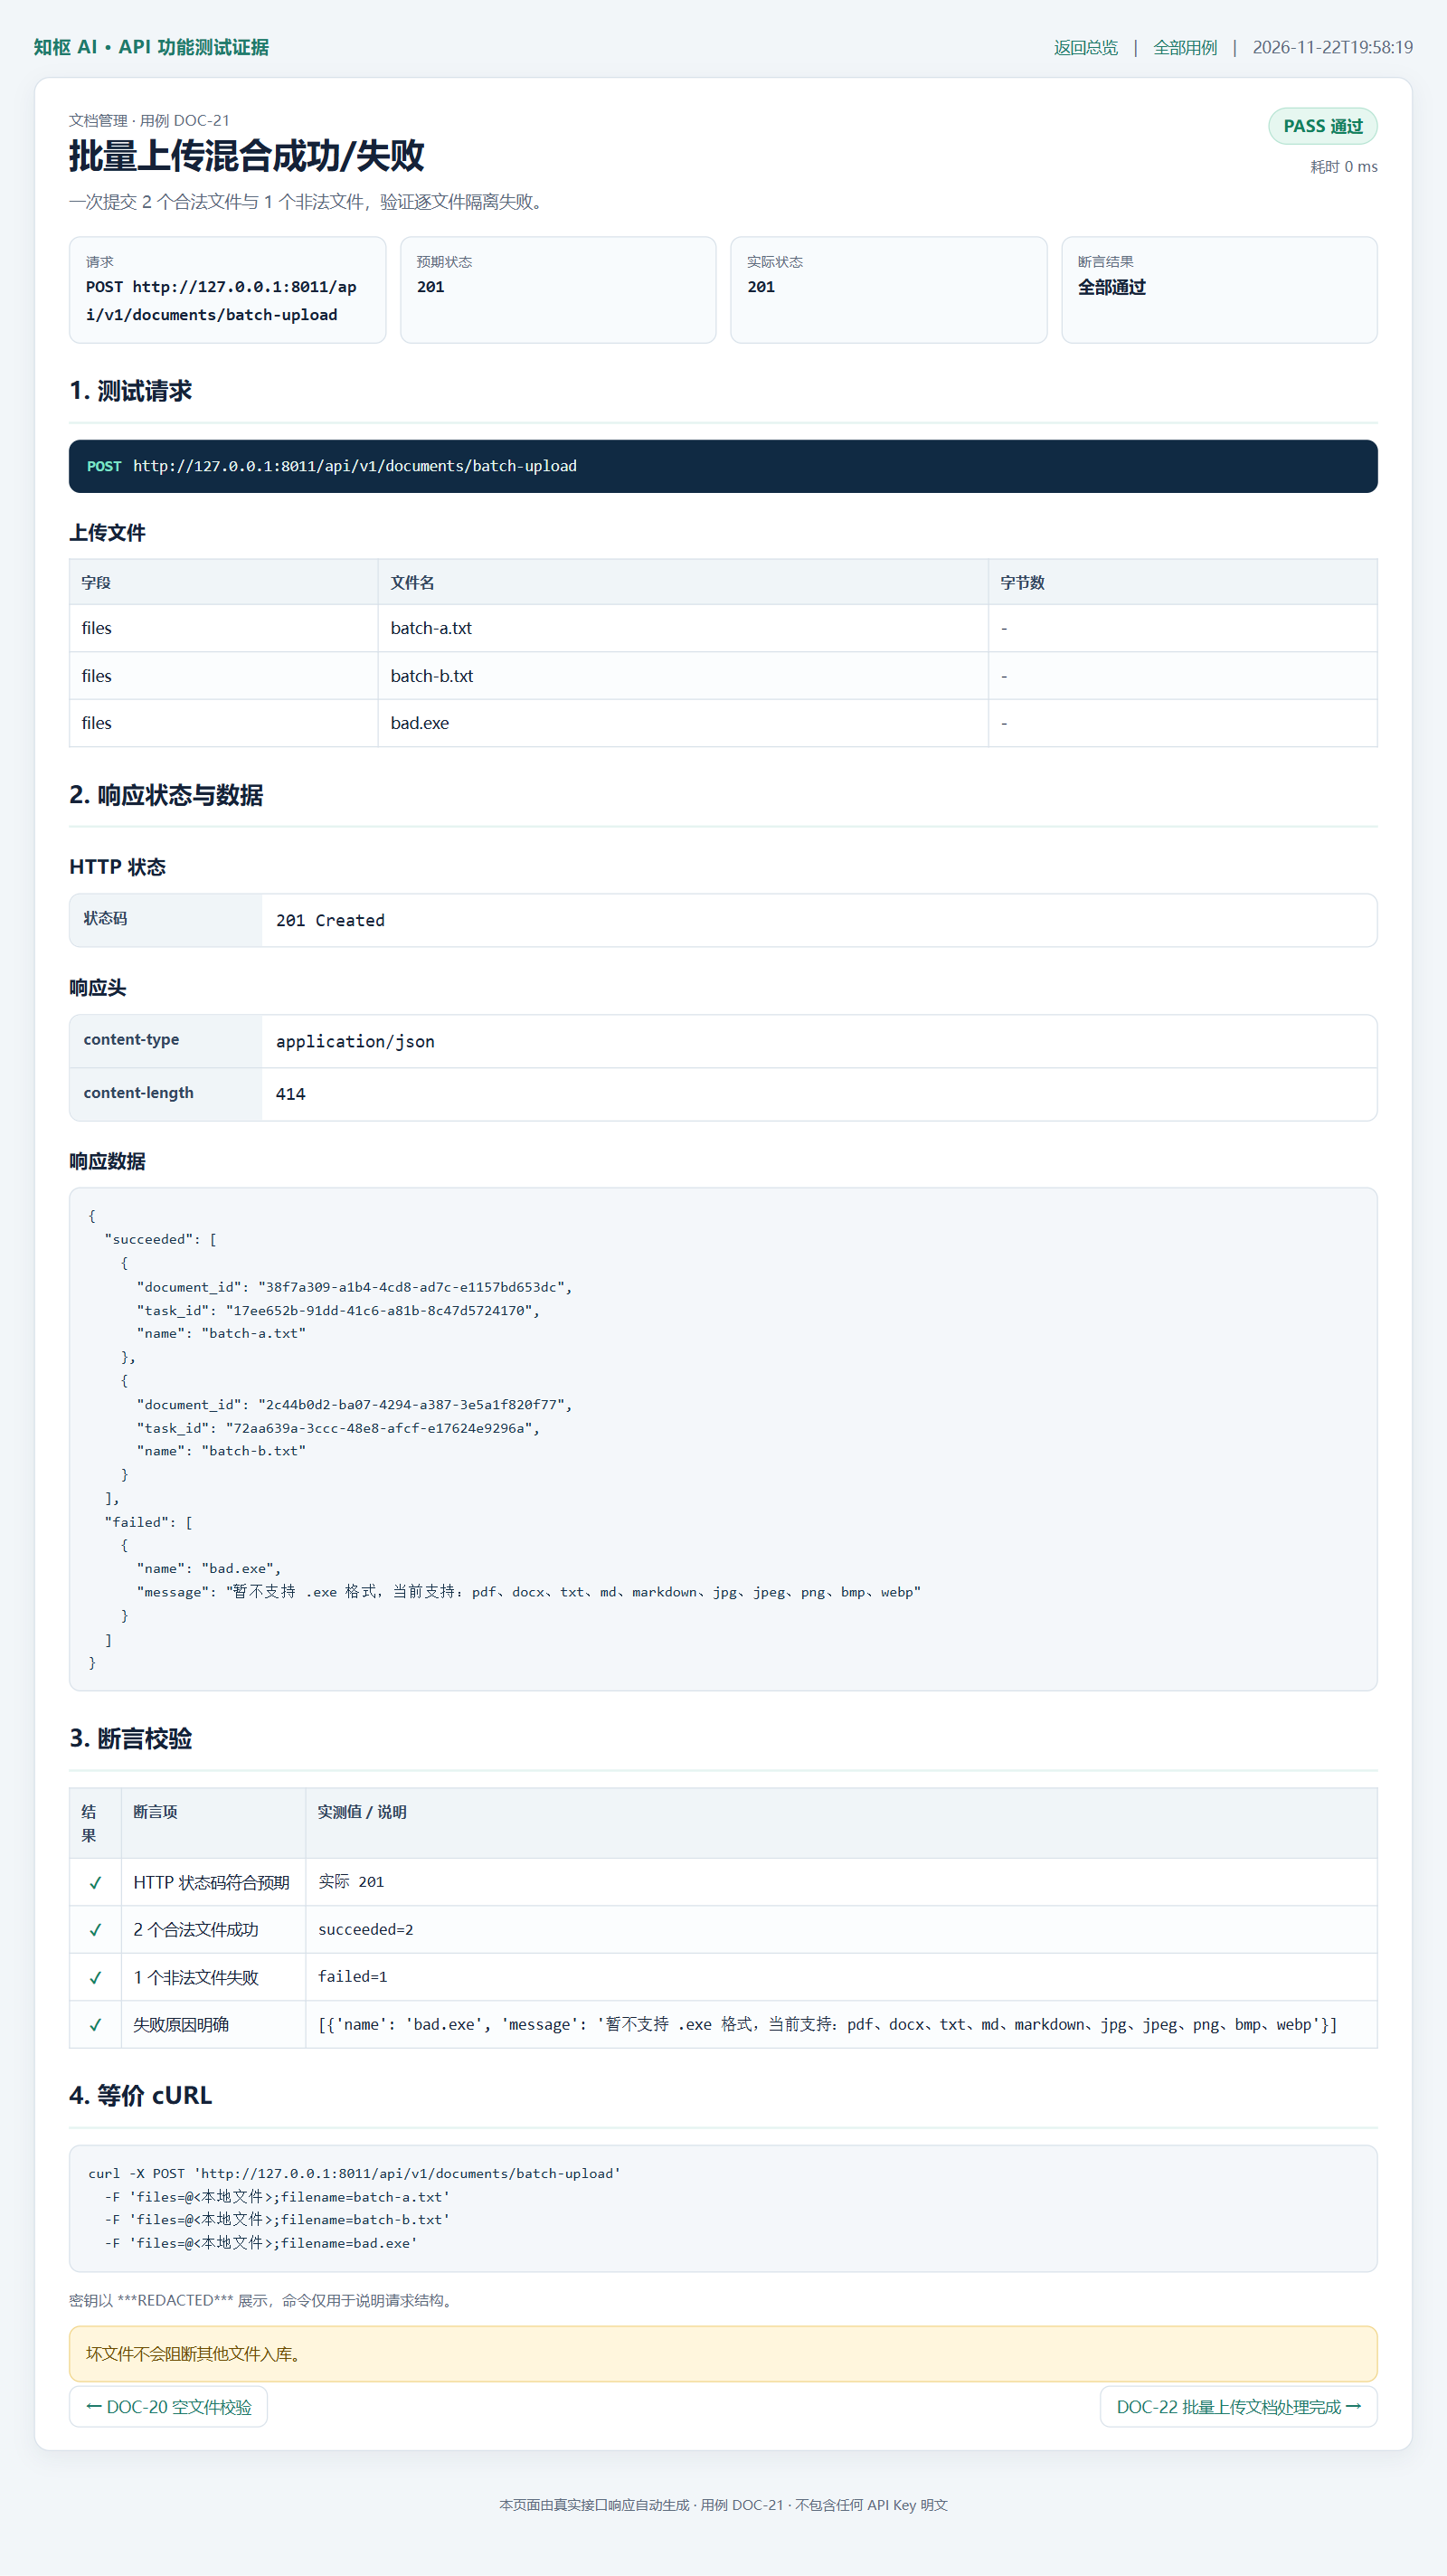 知枢 AI • API 功能测试证据
返回总览 | 全部用例 | 2026-11-22T19:58:19
文档管理 · 用例 DOC-21
PASS 通过
批量上传混合成功/失败
耗时 0 ms
一次提交 2 个合法文件与 1 个非法文件，验证逐文件隔离失败。
请求
POST http://127.0.0.1:8011/ap
i/v1/documents/batch-upload
预期状态
201
实际状态
201
断言结果
全部通过
1. 测试请求
POST http://127.0.0.1:8011/api/v1/documents/batch-upload
上传文件
字段 文件名 字节数
files batch-a.txt -
files batch-b.txt -
files bad.exe -
2. 响应状态与数据
HTTP 状态
状态码 201 Created
响应头
content-type application/json
content-length 414
响应数据
{
  "succeeded": [
    {
      "document_id": "38f7a309-a1b4-4cd8-ad7c-e1157bd653dc",
      "task_id": "17ee652b-91dd-41c6-a81b-8c47d5724170",
      "name": "batch-a.txt"
    },
    {
      "document_id": "2c44b0d2-ba07-4294-a387-3e5a1f820f77",
      "task_id": "72aa639a-3ccc-48e8-afcf-e17624e9296a",
      "name": "batch-b.txt"
    }
  ],
  "failed": [
    {
      "name": "bad.exe",
      "message": "暂不支持 .exe 格式，当前支持：pdf、docx、txt、md、markdown、jpg、jpeg、png、bmp、webp"
    }
  ]
}
3. 断言校验
结果 断言项 实测值 / 说明
✓ HTTP 状态码符合预期 实际 201
✓ 2 个合法文件成功 succeeded=2
✓ 1 个非法文件失败 failed=1
✓ 失败原因明确 [{'name': 'bad.exe', 'message': '暂不支持 .exe 格式，当前支持：pdf、docx、txt、md、markdown、jpg、jpeg、png、bmp、webp'}]
4. 等价 cURL
curl -X POST 'http://127.0.0.1:8011/api/v1/documents/batch-upload'
  -F 'files=@<本地文件>;filename=batch-a.txt'
  -F 'files=@<本地文件>;filename=batch-b.txt'
  -F 'files=@<本地文件>;filename=bad.exe'
密钥以 ***REDACTED*** 展示，命令仅用于说明请求结构。
坏文件不会阻断其他文件入库。
← DOC-20 空文件校验
DOC-22 批量上传文档处理完成 →
本页面由真实接口响应自动生成 · 用例 DOC-21 · 不包含任何 API Key 明文